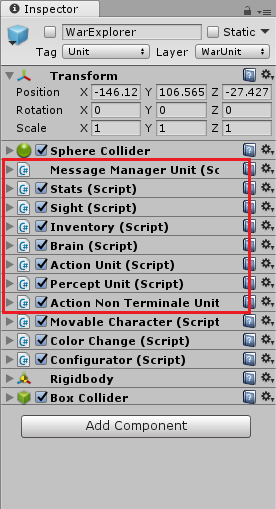 Inspector
WarExplorer Static
Tag Unit Layer WarUnit
Transform
Position X -146.12 Y 106.565 Z -27.427
Rotation X 0 Y 0 Z 0
Scale X 1 Y 1 Z 1
Sphere Collider
Message Manager Unit (Sc
Stats (Script)
Sight (Script)
Inventory (Script)
Brain (Script)
Action Unit (Script)
Percept Unit (Script)
Action Non Terminale Unit
Movable Character (Script
Color Change (Script)
Configurator (Script)
Rigidbody
Box Collider
Add Component